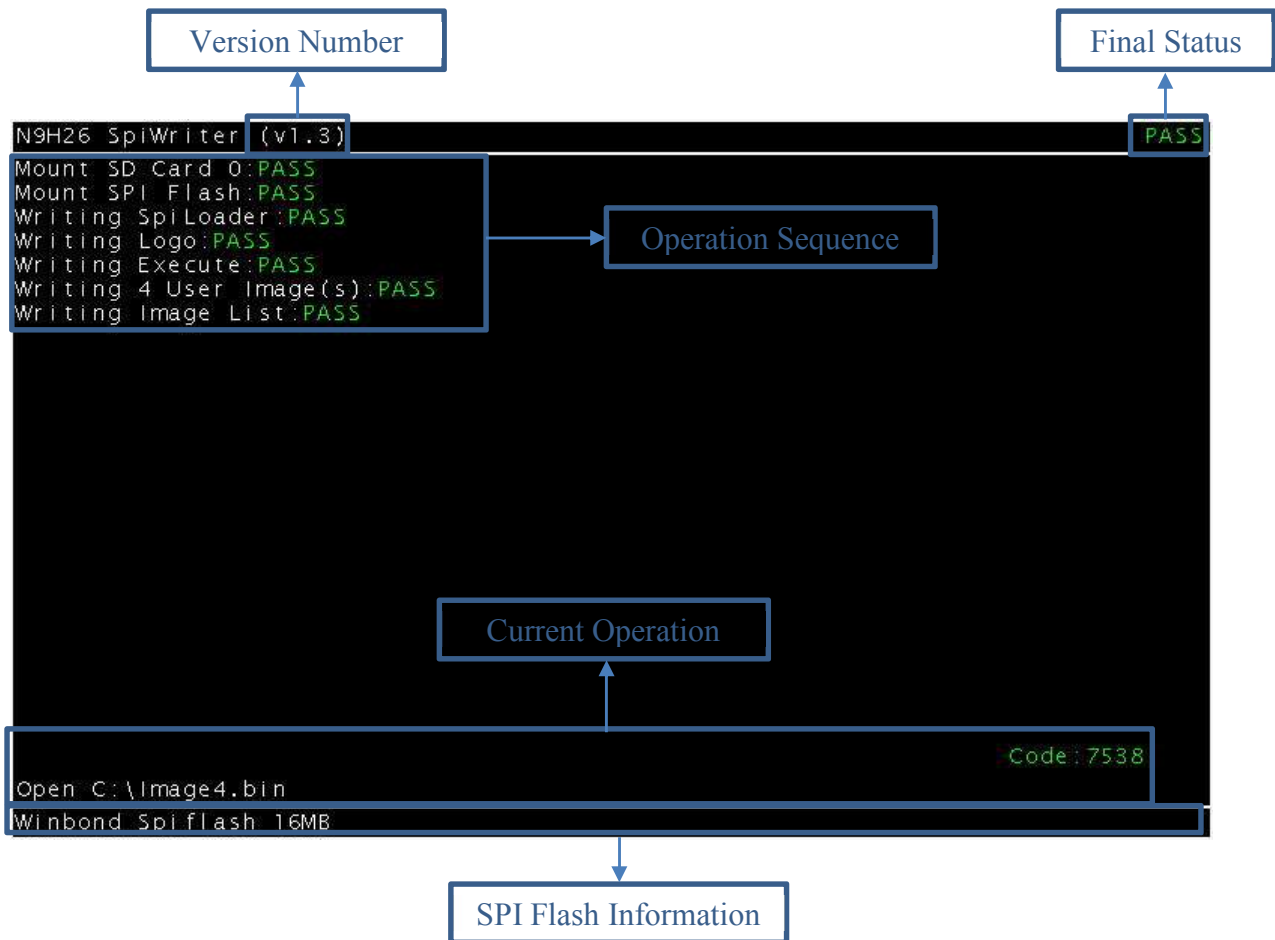 Version Number
Final Status
N9H26 SpiWriter (v1.3)
PASS
Mount SD Card 0:PASS
Mount SPI Flash:PASS
Writing SpiLoader:PASS
Writing Logo:PASS
Writing Execute:PASS
Writing 4 User Image(s):PASS
Writing Image List:PASS
Operation Sequence
Current Operation
Code:7538
Open C:\Image4.bin
Winbond Spiflash 16MB
SPI Flash Information